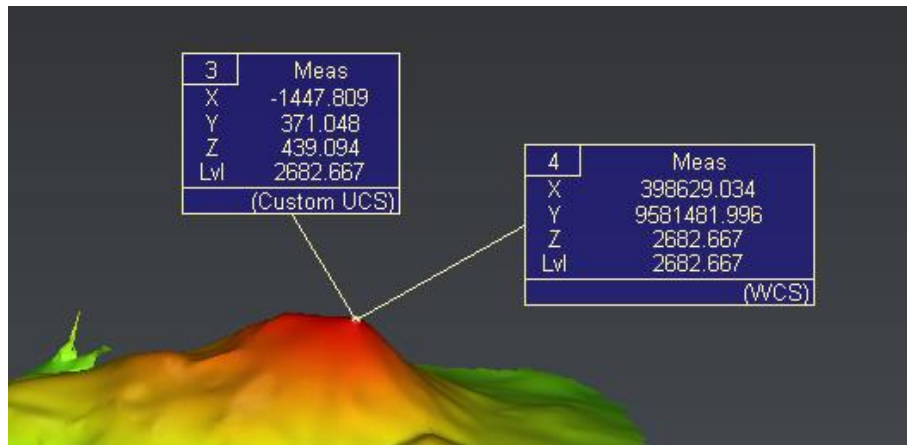 3 Meas
X -1447.809
Y 371.048
Z 439.094
Lvl 2682.667
(Custom UCS)
4 Meas
X 398629.034
Y 9581481.996
Z 2682.667
Lvl 2682.667
(WCS)